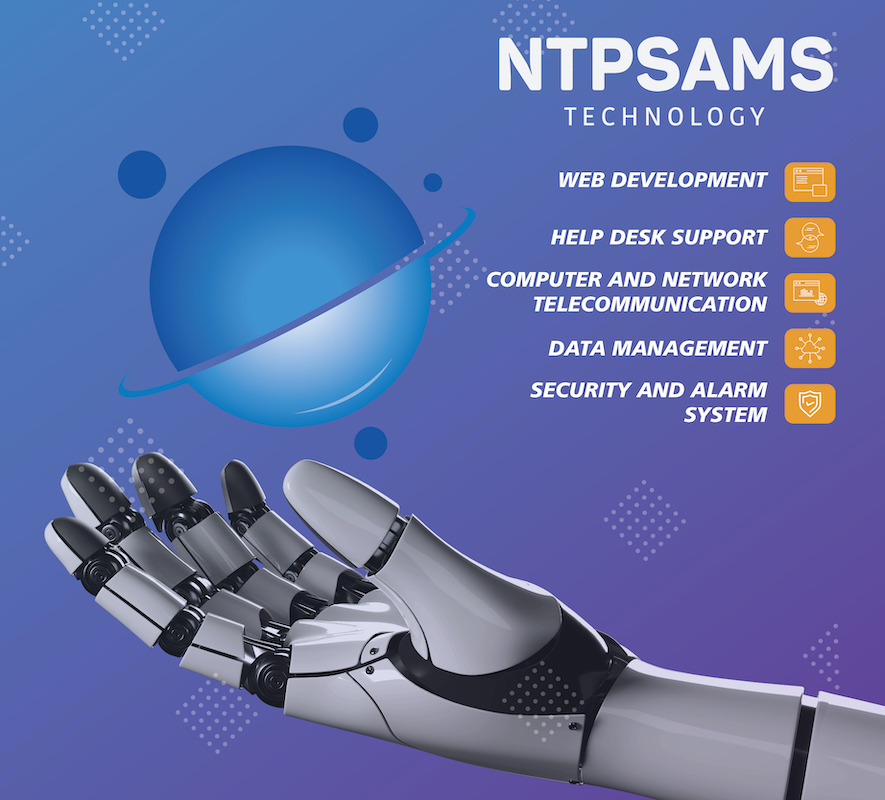 NTPSAMS
TECHNOLOGY
WEB DEVELOPMENT
HELP DESK SUPPORT
COMPUTER AND NETWORK
TELECOMMUNICATION
DATA MANAGEMENT
SECURITY AND ALARM
SYSTEM